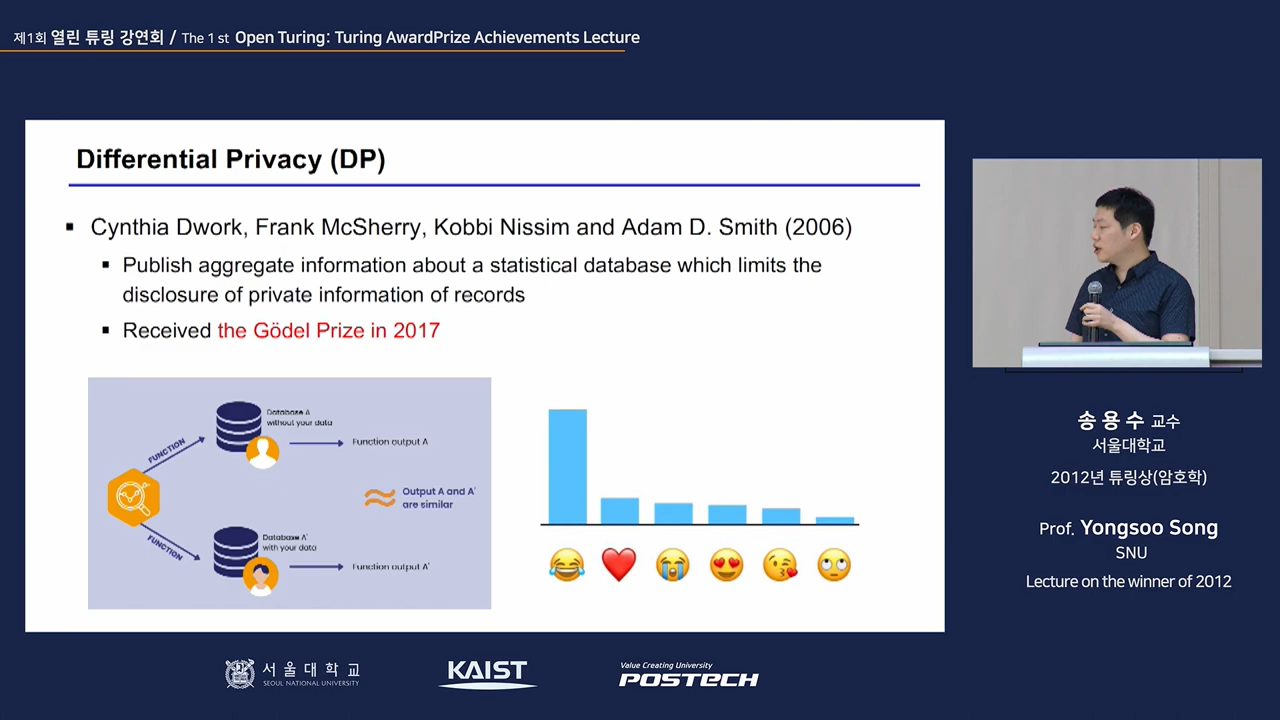 제1회 열린 튜링 강연회 / The 1 st Open Turing: Turing AwardPrize Achievements Lecture
Differential Privacy (DP)
Cynthia Dwork, Frank McSherry, Kobbi Nissim and Adam D. Smith (2006)
Publish aggregate information about a statistical database which limits the
disclosure of private information of records
Received the Gödel Prize in 2017
FUNCTION
Database A
without your data
Function output A
Output A and A'
are similar
FUNCTION
Database A'
with your data
Function output A'
송용수 교수
서울대학교
2012년 튜링상(암호학)
Prof. Yongsoo Song
SNU
Lecture on the winner of 2012
서울대학교
SEOUL NATIONAL UNIVERSITY
KAIST
Value Creating University
POSTECH